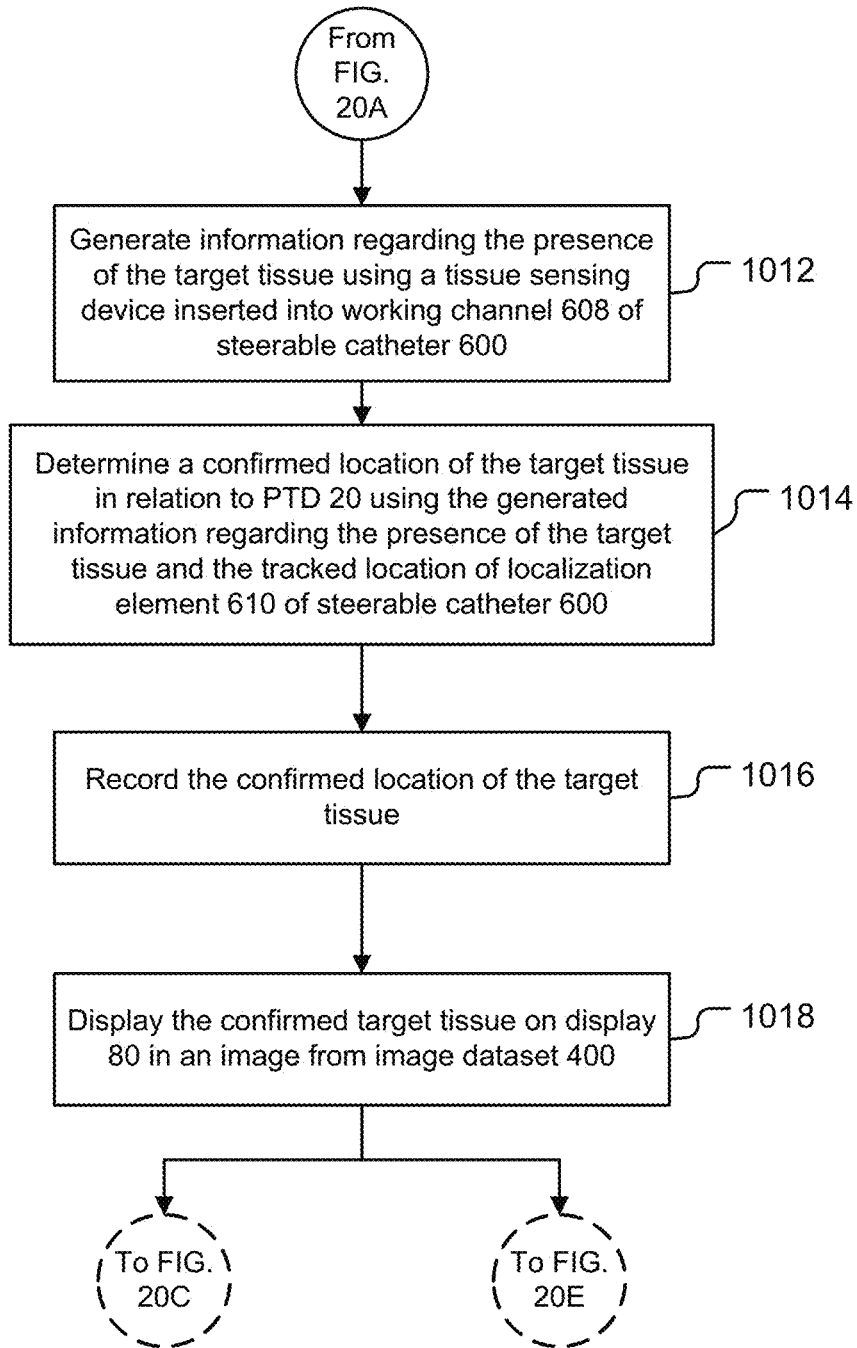 From
FIG.
20A
Generate information regarding the presence
of the target tissue using a tissue sensing
device inserted into working channel 608 of
steerable catheter 600
1012
Determine a confirmed location of the target tissue
in relation to PTD 20 using the generated
information regarding the presence of the target
tissue and the tracked location of localization
element 610 of steerable catheter 600
1014
Record the confirmed location of the target
tissue
1016
Display the confirmed target tissue on display
80 in an image from image dataset 400
1018
To FIG.
20C
To FIG.
20E